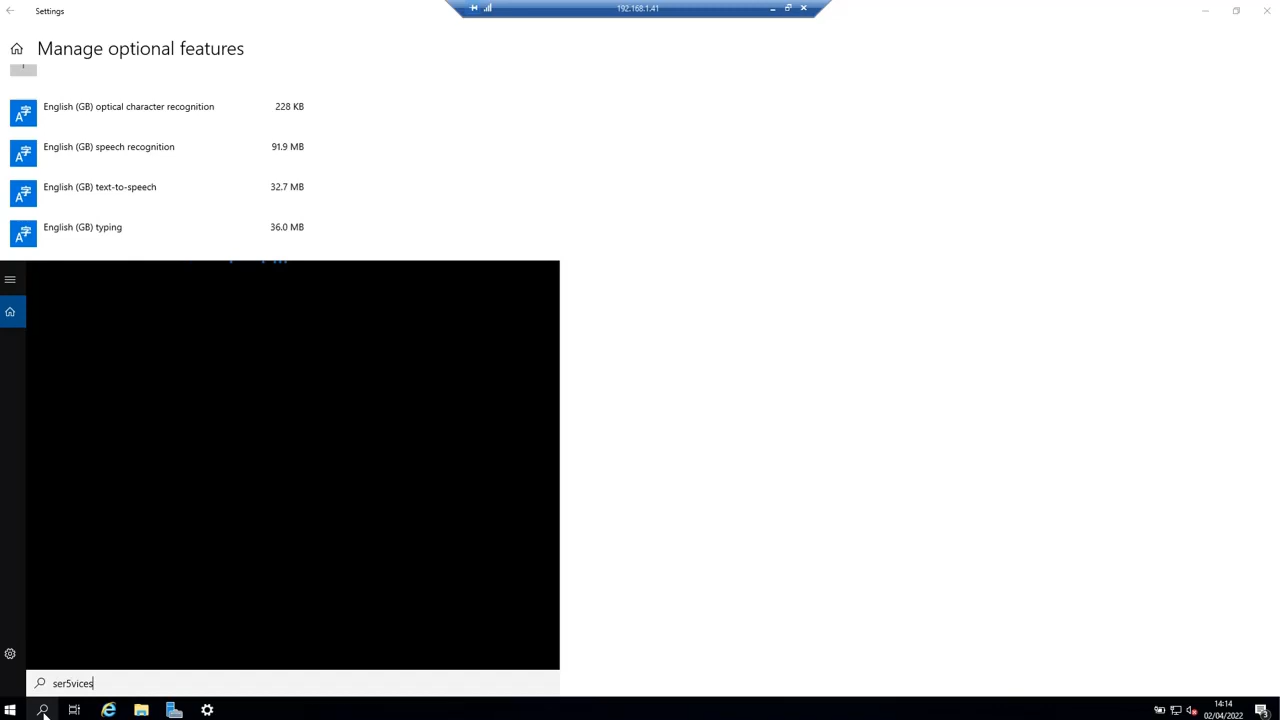 Settings
192.168.1.41
Manage optional features
English (GB) optical character recognition 228 KB
English (GB) speech recognition 91.9 MB
English (GB) text-to-speech 32.7 MB
English (GB) typing 36.0 MB
ser5vices
14:14
02/04/2022
3